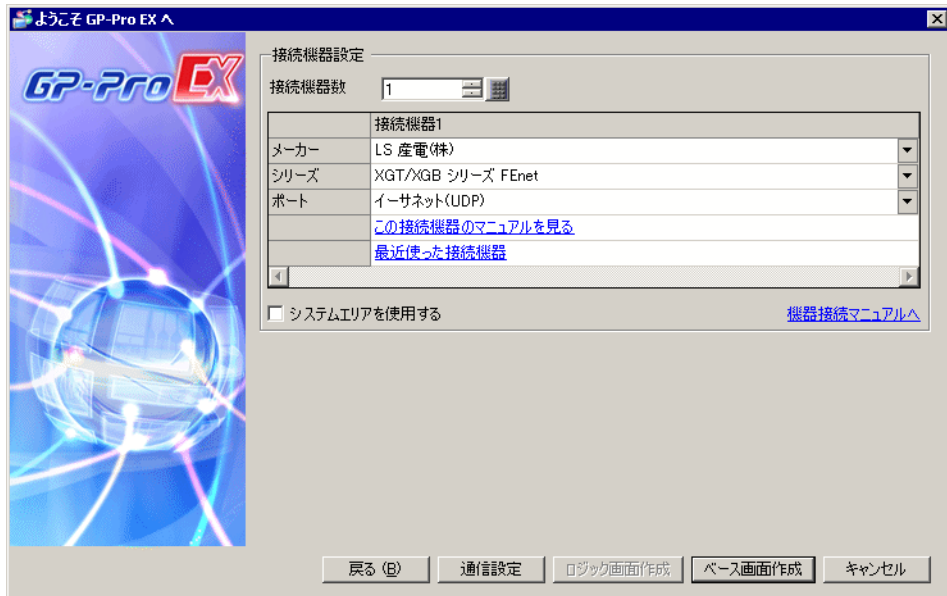 ようこそ GP-Pro EX へ
GP-Pro EX
接続機器設定
接続機器数 1
接続機器1
メーカー LS 産電(株)
シリーズ XGT/XGB シリーズ FEnet
ポート イーサネット(UDP)
この接続機器のマニュアルを見る
最近使った接続機器
システムエリアを使用する 機器接続マニュアルへ
戻る (B) 通信設定 ロジック画面作成 ベース画面作成 キャンセル